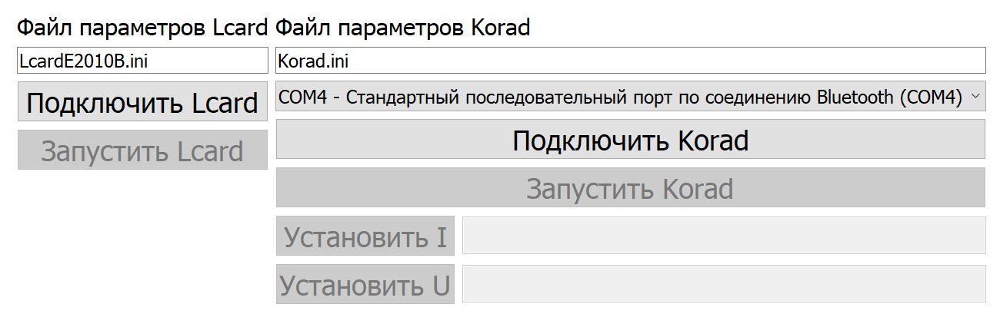 Файл параметров Lcard
LcardE2010B.ini
Подключить Lcard
Запустить Lcard
Файл параметров Korad
Korad.ini
COM4 - Стандартный последовательный порт по соединению Bluetooth (COM4)
Подключить Korad
Запустить Korad
Установить I
Установить U